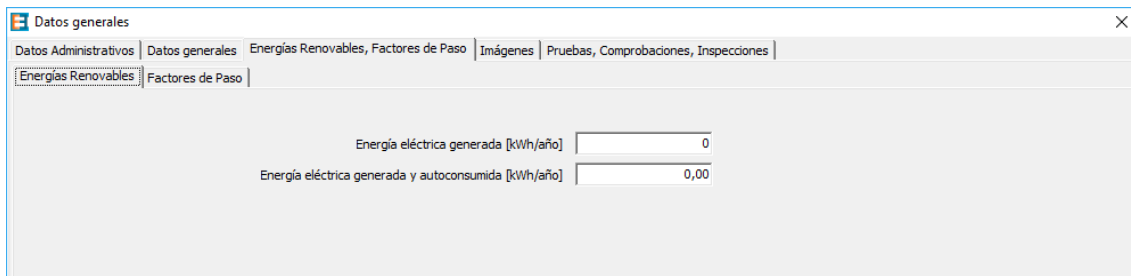 Datos generales
Datos Administrativos Datos generales Energías Renovables, Factores de Paso Imágenes Pruebas, Comprobaciones, Inspecciones
Energías Renovables Factores de Paso
Energía eléctrica generada [kWh/año] 0
Energía eléctrica generada y autoconsumida [kWh/año] 0,00